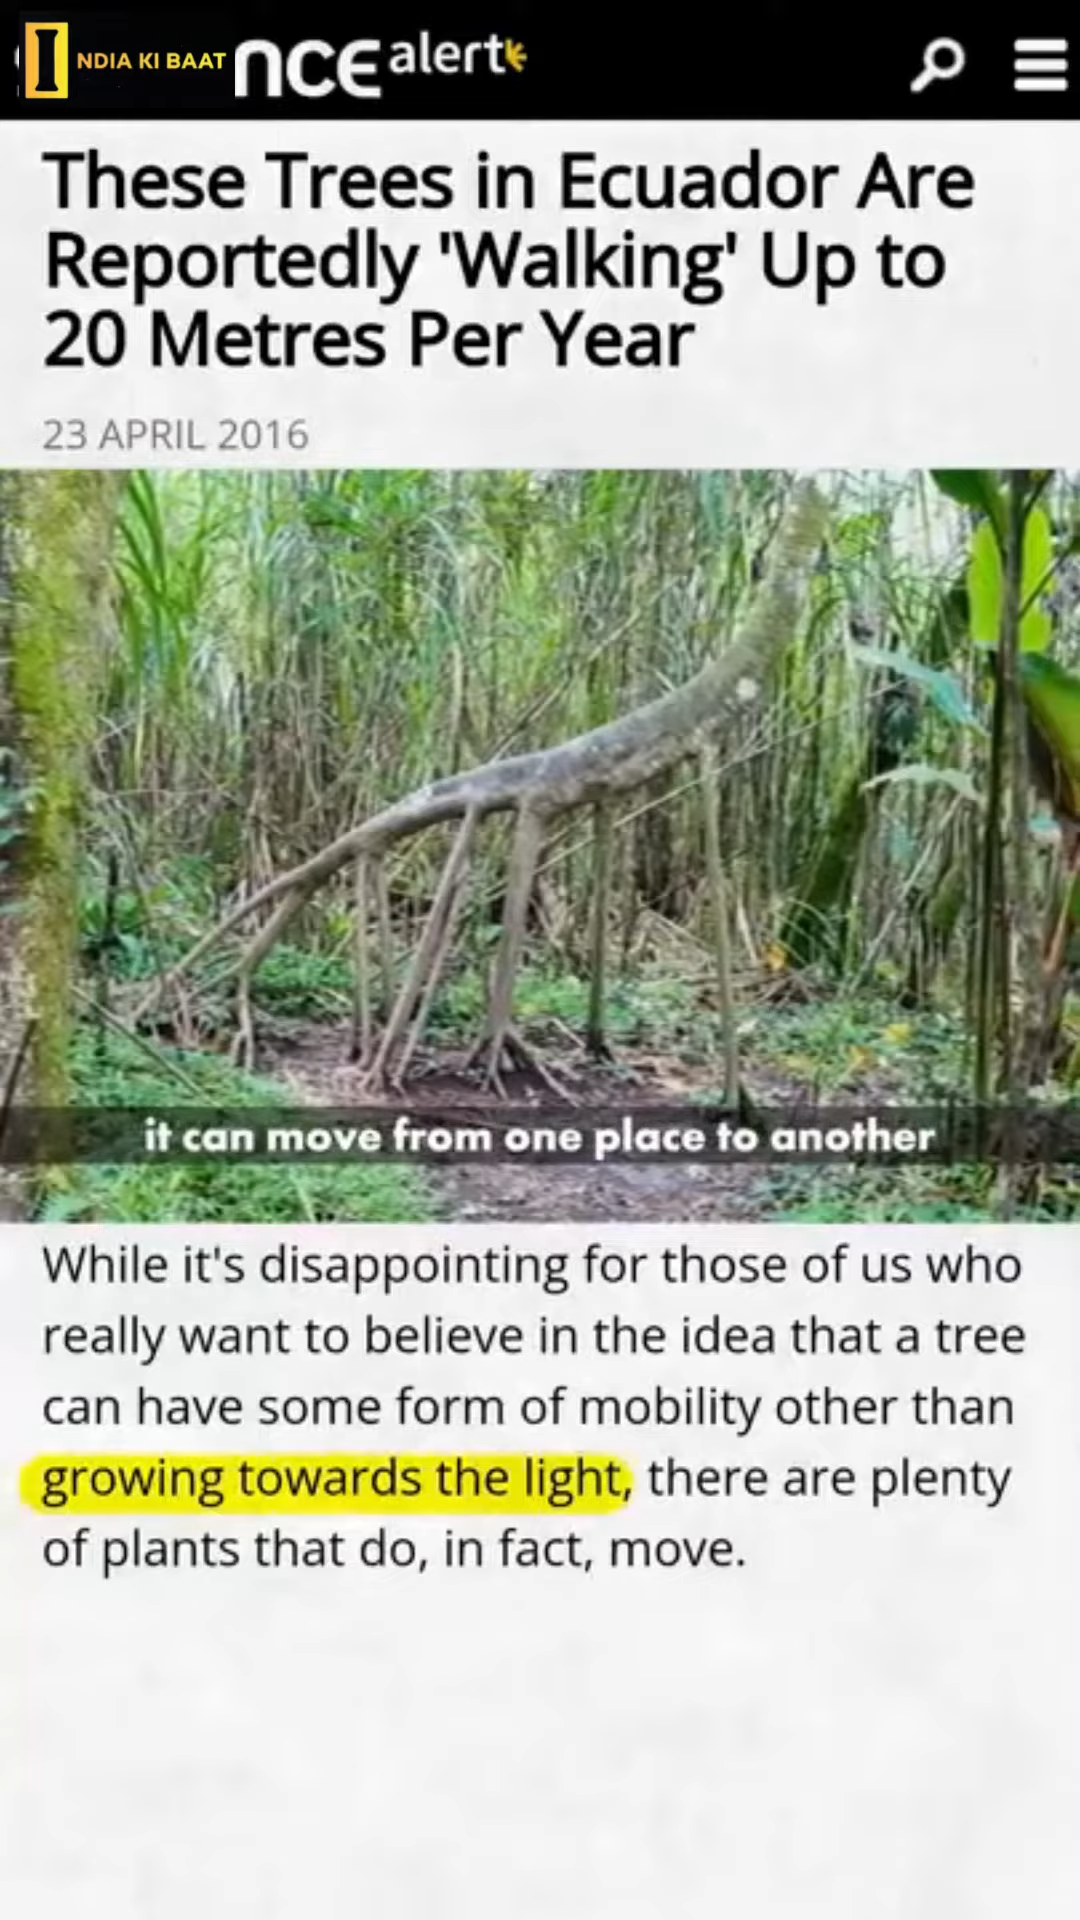 NDIA KI BAAT
NCE alert
These Trees in Ecuador Are
Reportedly 'Walking' Up to
20 Metres Per Year
23 APRIL 2016
it can move from one place to another
While it's disappointing for those of us who
really want to believe in the idea that a tree
can have some form of mobility other than
growing towards the light, there are plenty
of plants that do, in fact, move.